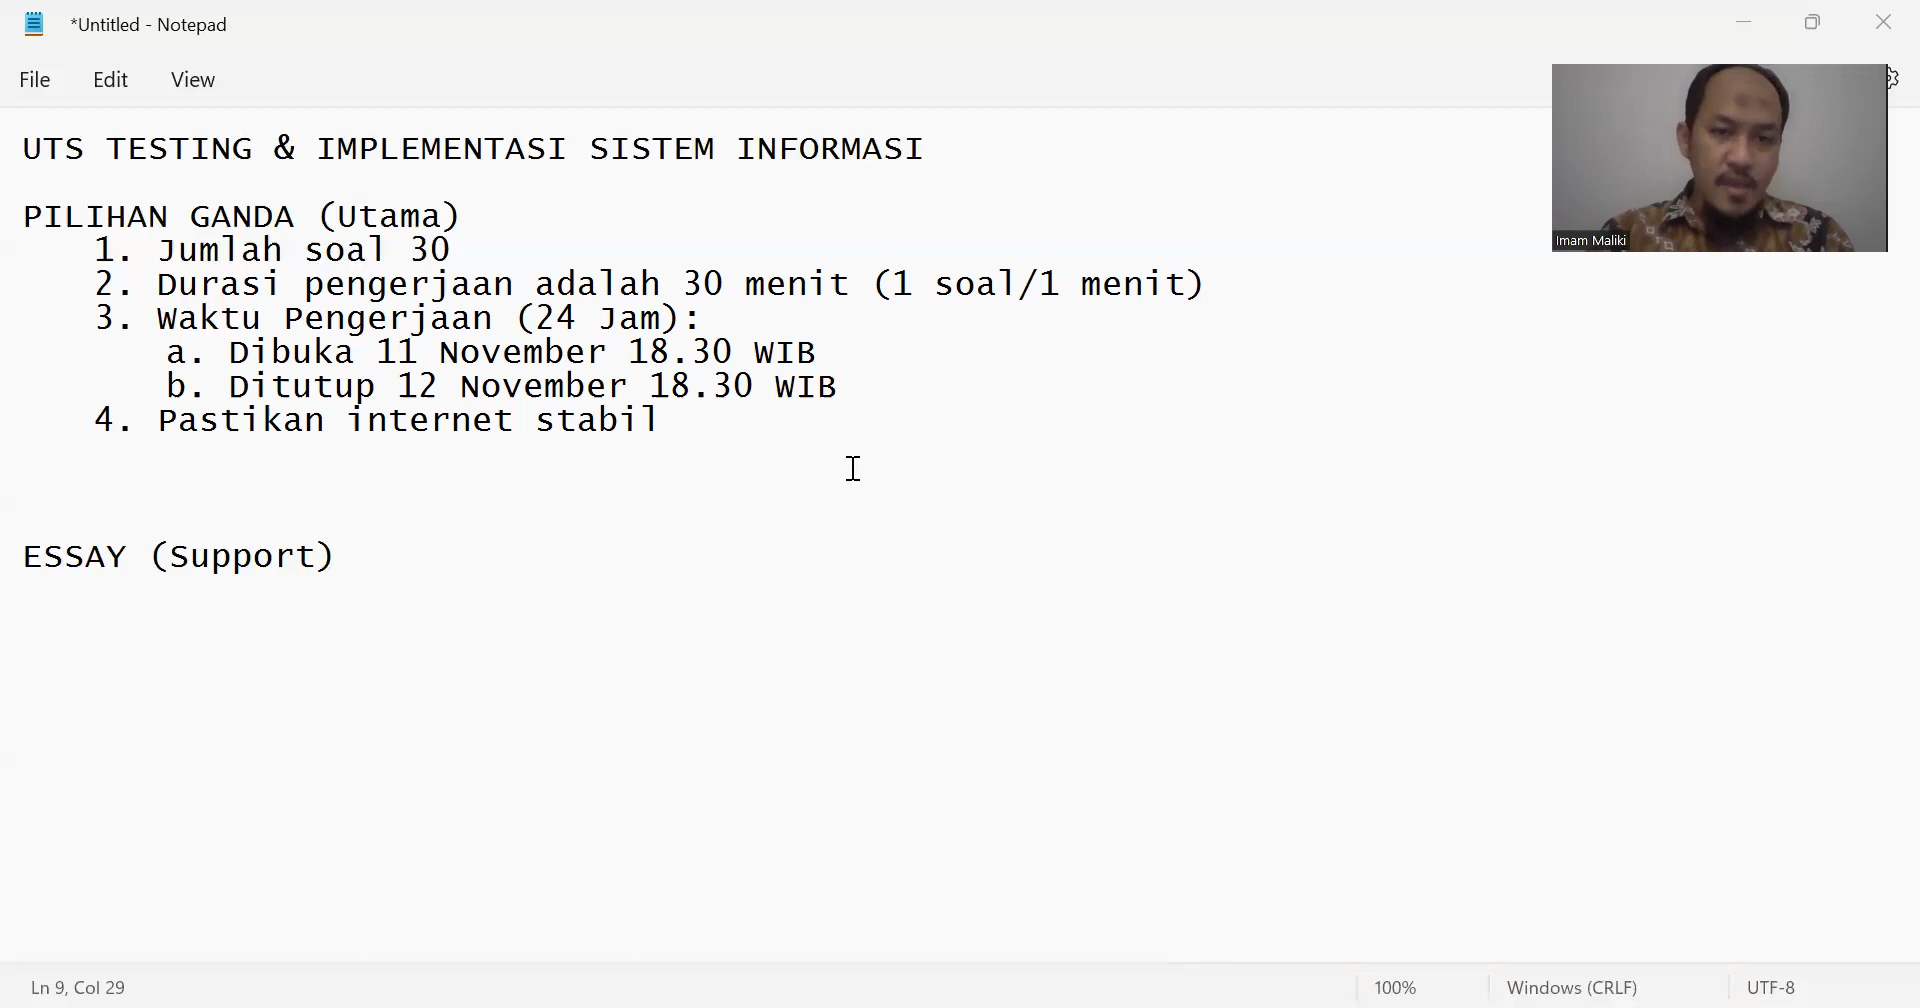 *Untitled - Notepad
File Edit View
UTS TESTING & IMPLEMENTASI SISTEM INFORMASI
PILIHAN GANDA (Utama)
1. Jumlah soal 30
2. Durasi pengerjaan adalah 30 menit (1 soal/1 menit)
3. Waktu Pengerjaan (24 Jam):
a. Dibuka 11 November 18.30 WIB
b. Ditutup 12 November 18.30 WIB
4. Pastikan internet stabil
ESSAY (Support)
Imam Maliki
Ln 9, Col 29 100% Windows (CRLF) UTF-8